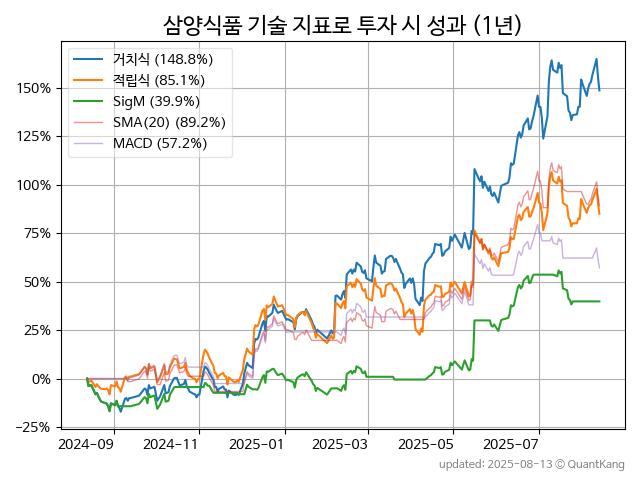 삼양식품 기술 지표로 투자 시 성과 (1년)
거치식 (148.8%)
적립식 (85.1%)
SigM (39.9%)
SMA(20) (89.2%)
MACD (57.2%)
150%
125%
100%
75%
50%
25%
0%
−25%
2024-09
2024-11
2025-01
2025-03
2025-05
2025-07
updated: 2025-08-13 © QuantKang